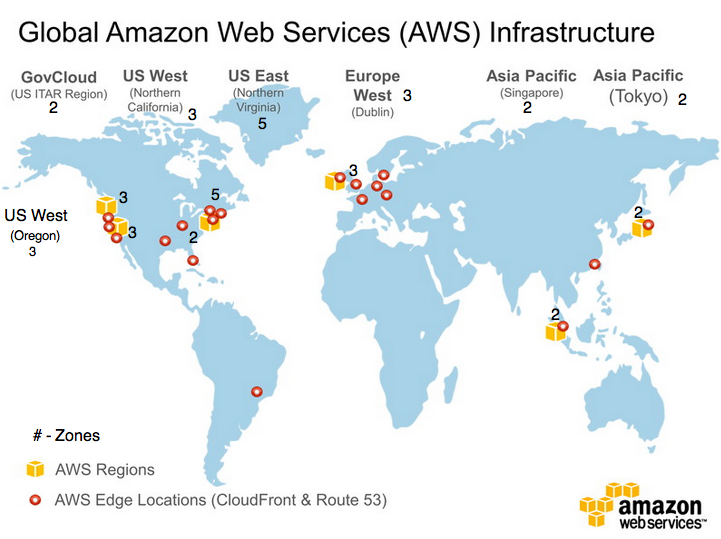 Global Amazon Web Services (AWS) Infrastructure
GovCloud
(US ITAR Region)
2
US West
(Northern
California)
3
US East
(Northern
Virginia)
5
Europe
West
3
(Dublin)
Asia Pacific
(Singapore)
2
Asia Pacific
(Tokyo)
2
3
5
3
2
US West
(Oregon)
3
3
2
2
# - Zones
AWS Regions
AWS Edge Locations (CloudFront & Route 53)
amazon
web services™